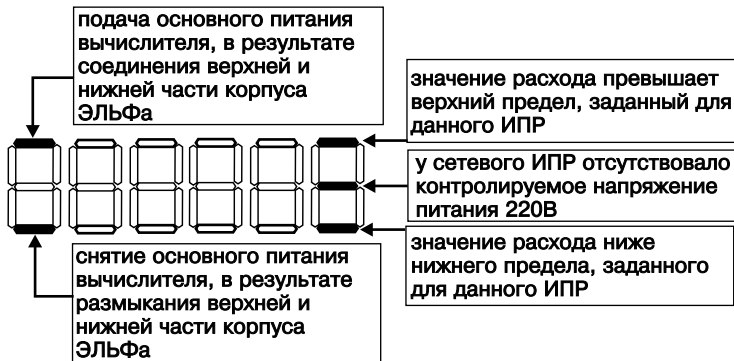 подача основного питания
вычислителя, в результате
соединения верхней и
нижней части корпуса
ЭЛЬФа
значение расхода превышает
верхний предел, заданный для
данного ИПР
у сетевого ИПР отсутствовало
контролируемое напряжение
питания 220В
значение расхода ниже
нижнего предела, заданного
для данного ИПР
снятие основного питания
вычислителя, в результате
размыкания верхней и
нижней части корпуса
ЭЛЬФа